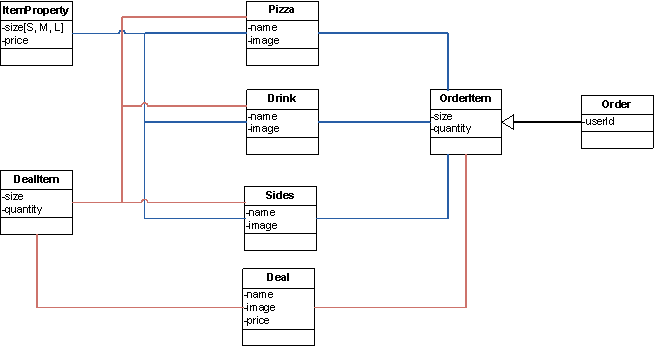 ItemProperty
-size[S, M, L]
-price
Pizza
-name
-image
Drink
-name
-image
OrderItem
-size
-quantity
Order
-userId
DealItem
-size
-quantity
Sides
-name
-image
Deal
-name
-image
-price